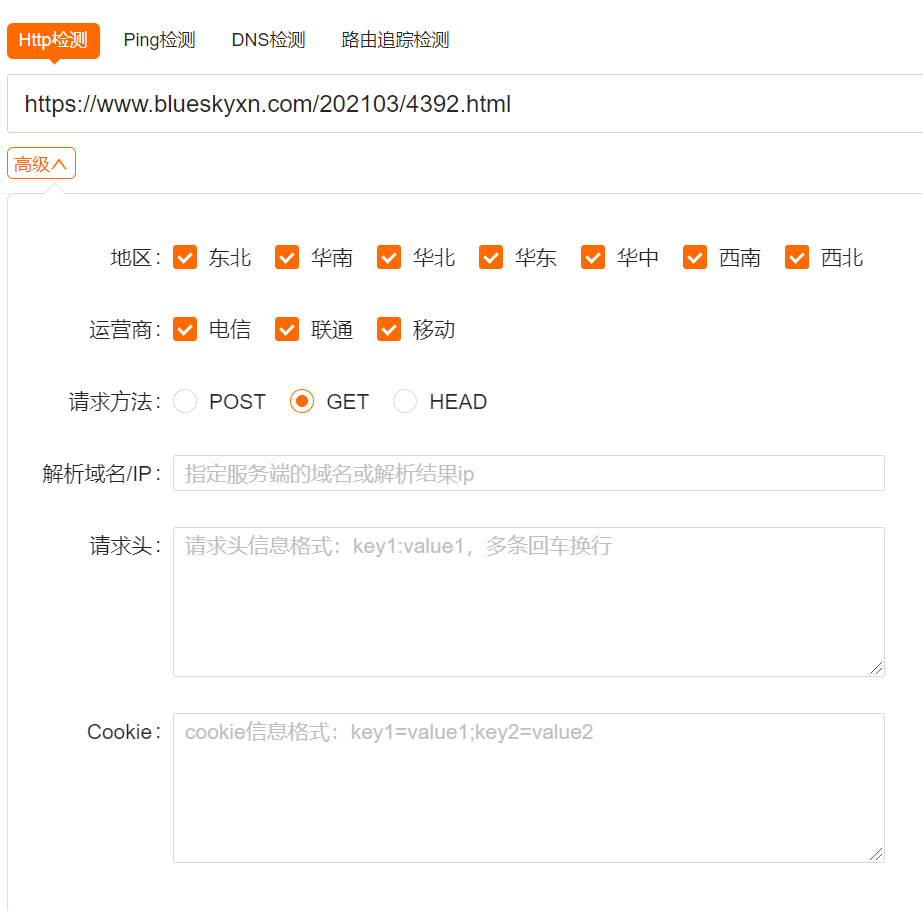 Http检测 Ping检测 DNS检测 路由追踪检测
https://www.blueskyxn.com/202103/4392.html
高级
地区： 东北 华南 华北 华东 华中 西南 西北
运营商： 电信 联通 移动
请求方法： POST GET HEAD
解析域名/IP： 指定服务端的域名或解析结果ip
请求头： 请求头信息格式：key1:value1，多条回车换行
Cookie： cookie信息格式：key1=value1;key2=value2